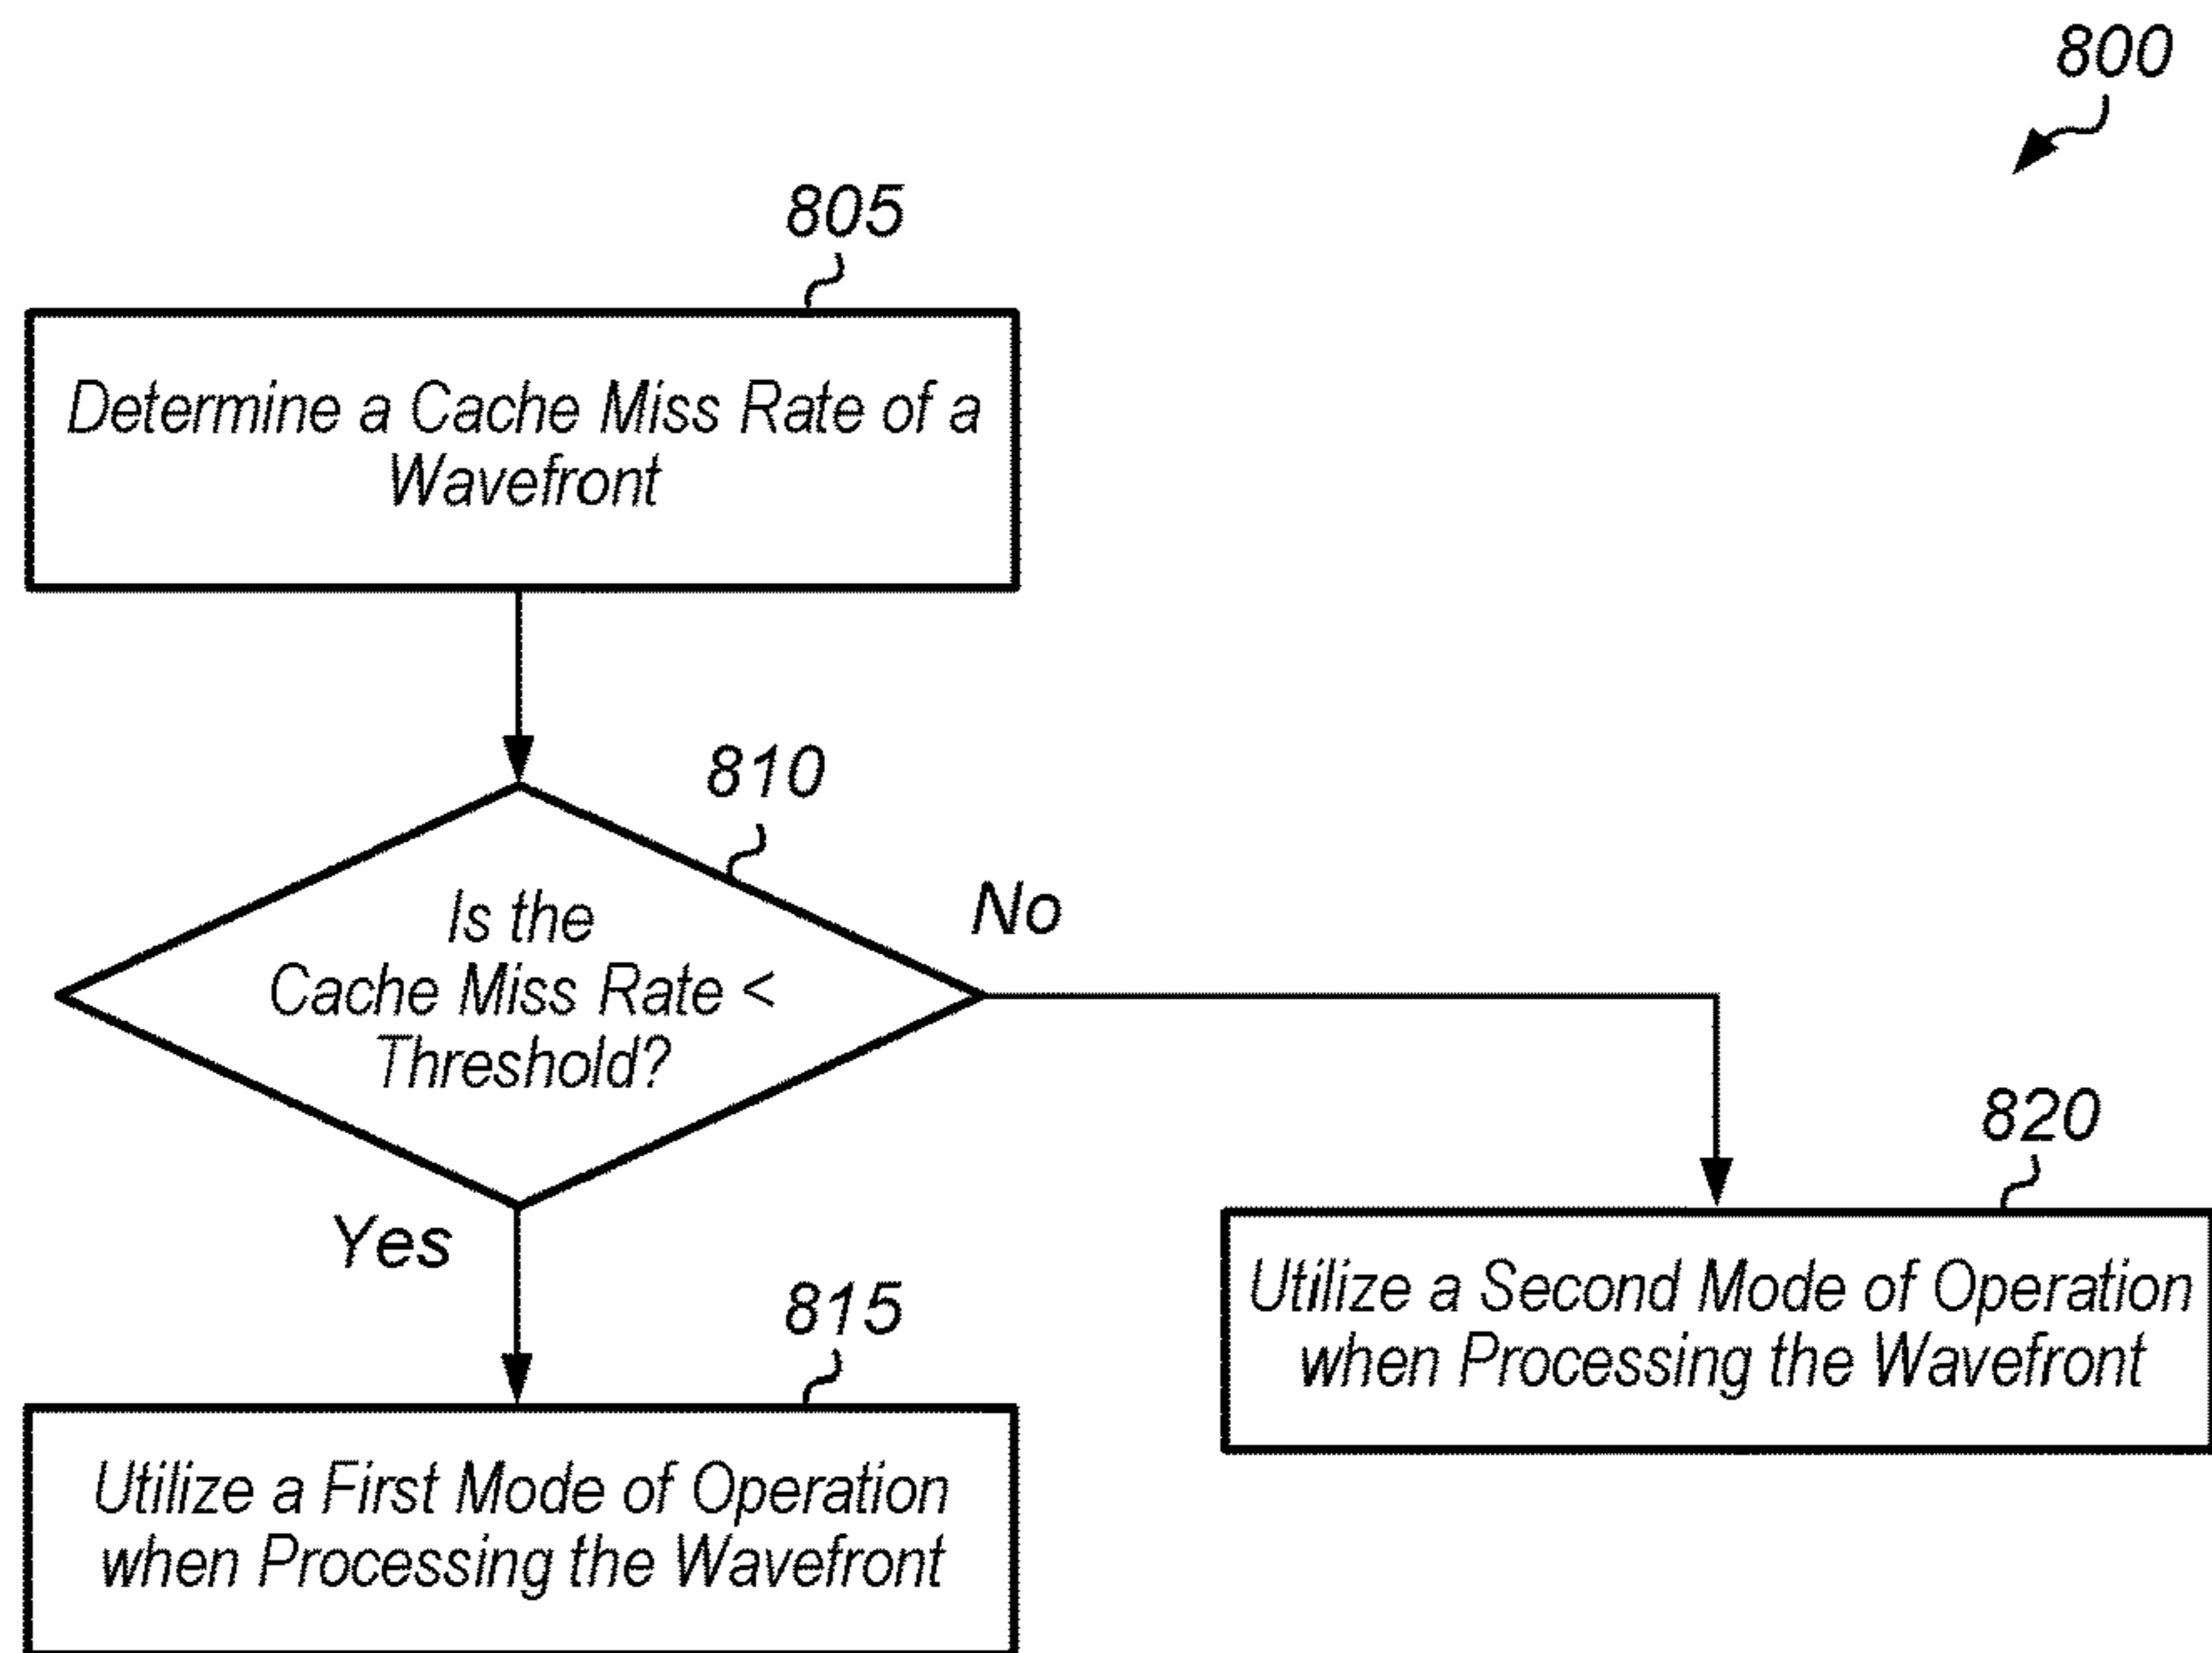 800
805
Determine a Cache Miss Rate of a
Wavefront
810
Is the
Cache Miss Rate <
Threshold?
No
Yes
820
Utilize a Second Mode of Operation
when Processing the Wavefront
815
Utilize a First Mode of Operation
when Processing the Wavefront